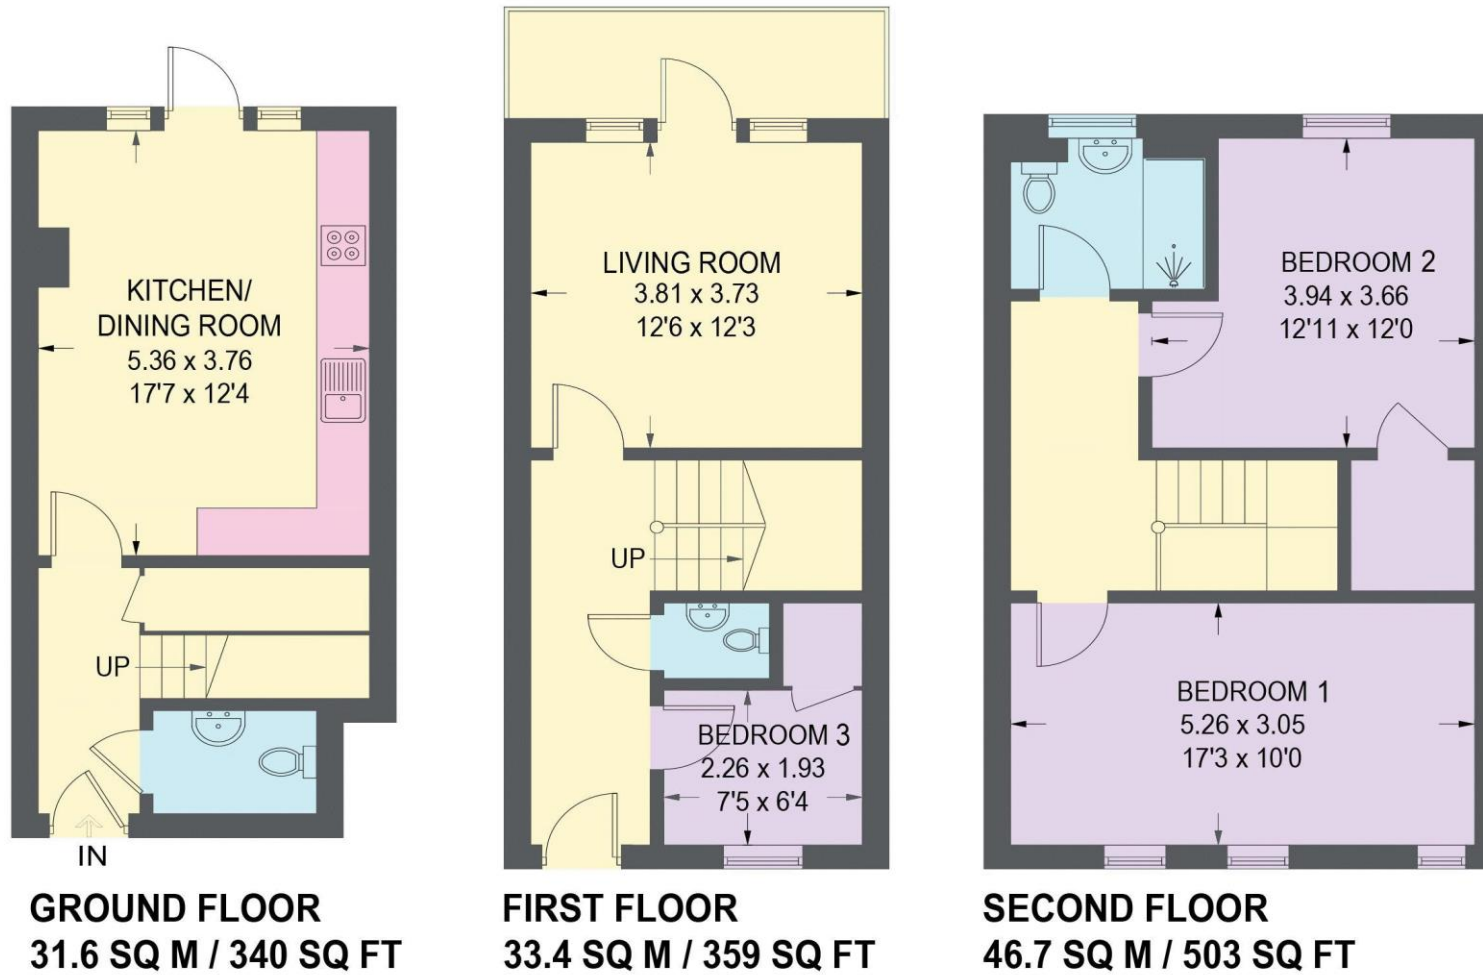 KITCHEN/
DINING ROOM
5.36 x 3.76
17'7 x 12'4
UP
IN
GROUND FLOOR
31.6 SQ M / 340 SQ FT
LIVING ROOM
3.81 x 3.73
12'6 x 12'3
UP
BEDROOM 3
2.26 x 1.93
7'5 x 6'4
FIRST FLOOR
33.4 SQ M / 359 SQ FT
BEDROOM 2
3.94 x 3.66
12'11 x 12'0
BEDROOM 1
5.26 x 3.05
17'3 x 10'0
SECOND FLOOR
46.7 SQ M / 503 SQ FT